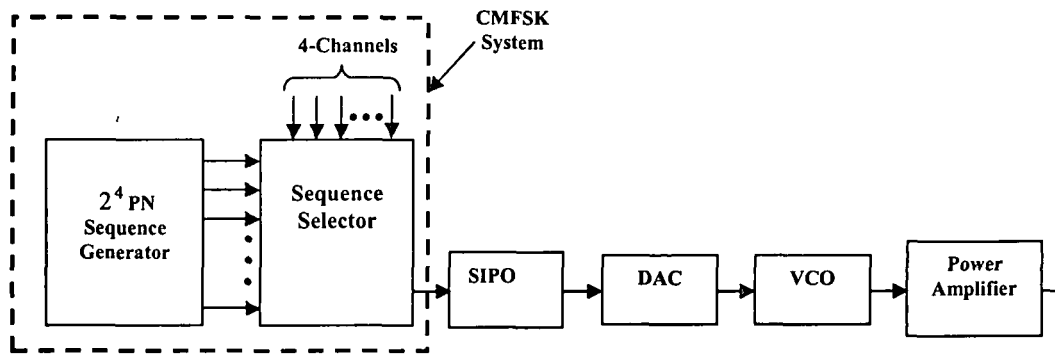 CMFSK
System
4-Channels
2⁴ PN
Sequence
Generator
Sequence
Selector
SIPO
DAC
VCO
Power
Amplifier